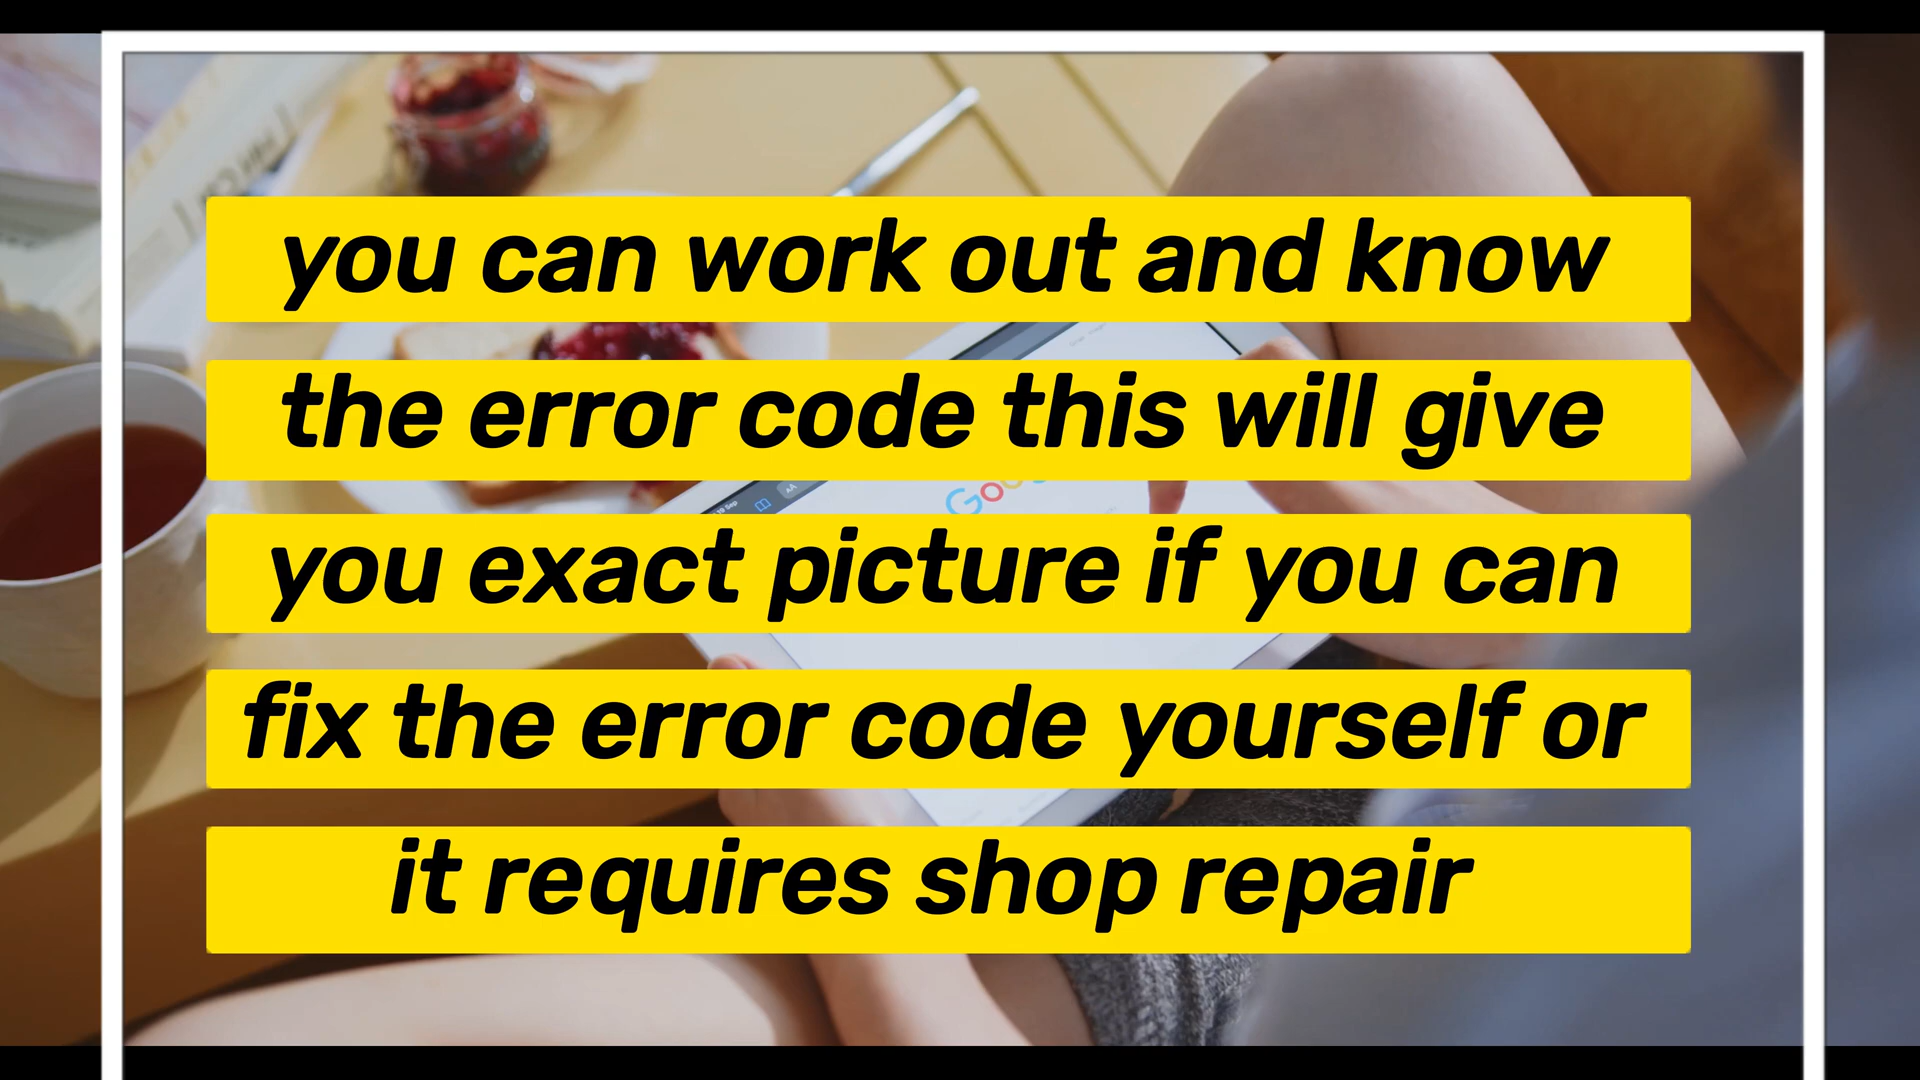 you can work out and know
the error code this will give
you exact picture if you can
fix the error code yourself or
it requires shop repair